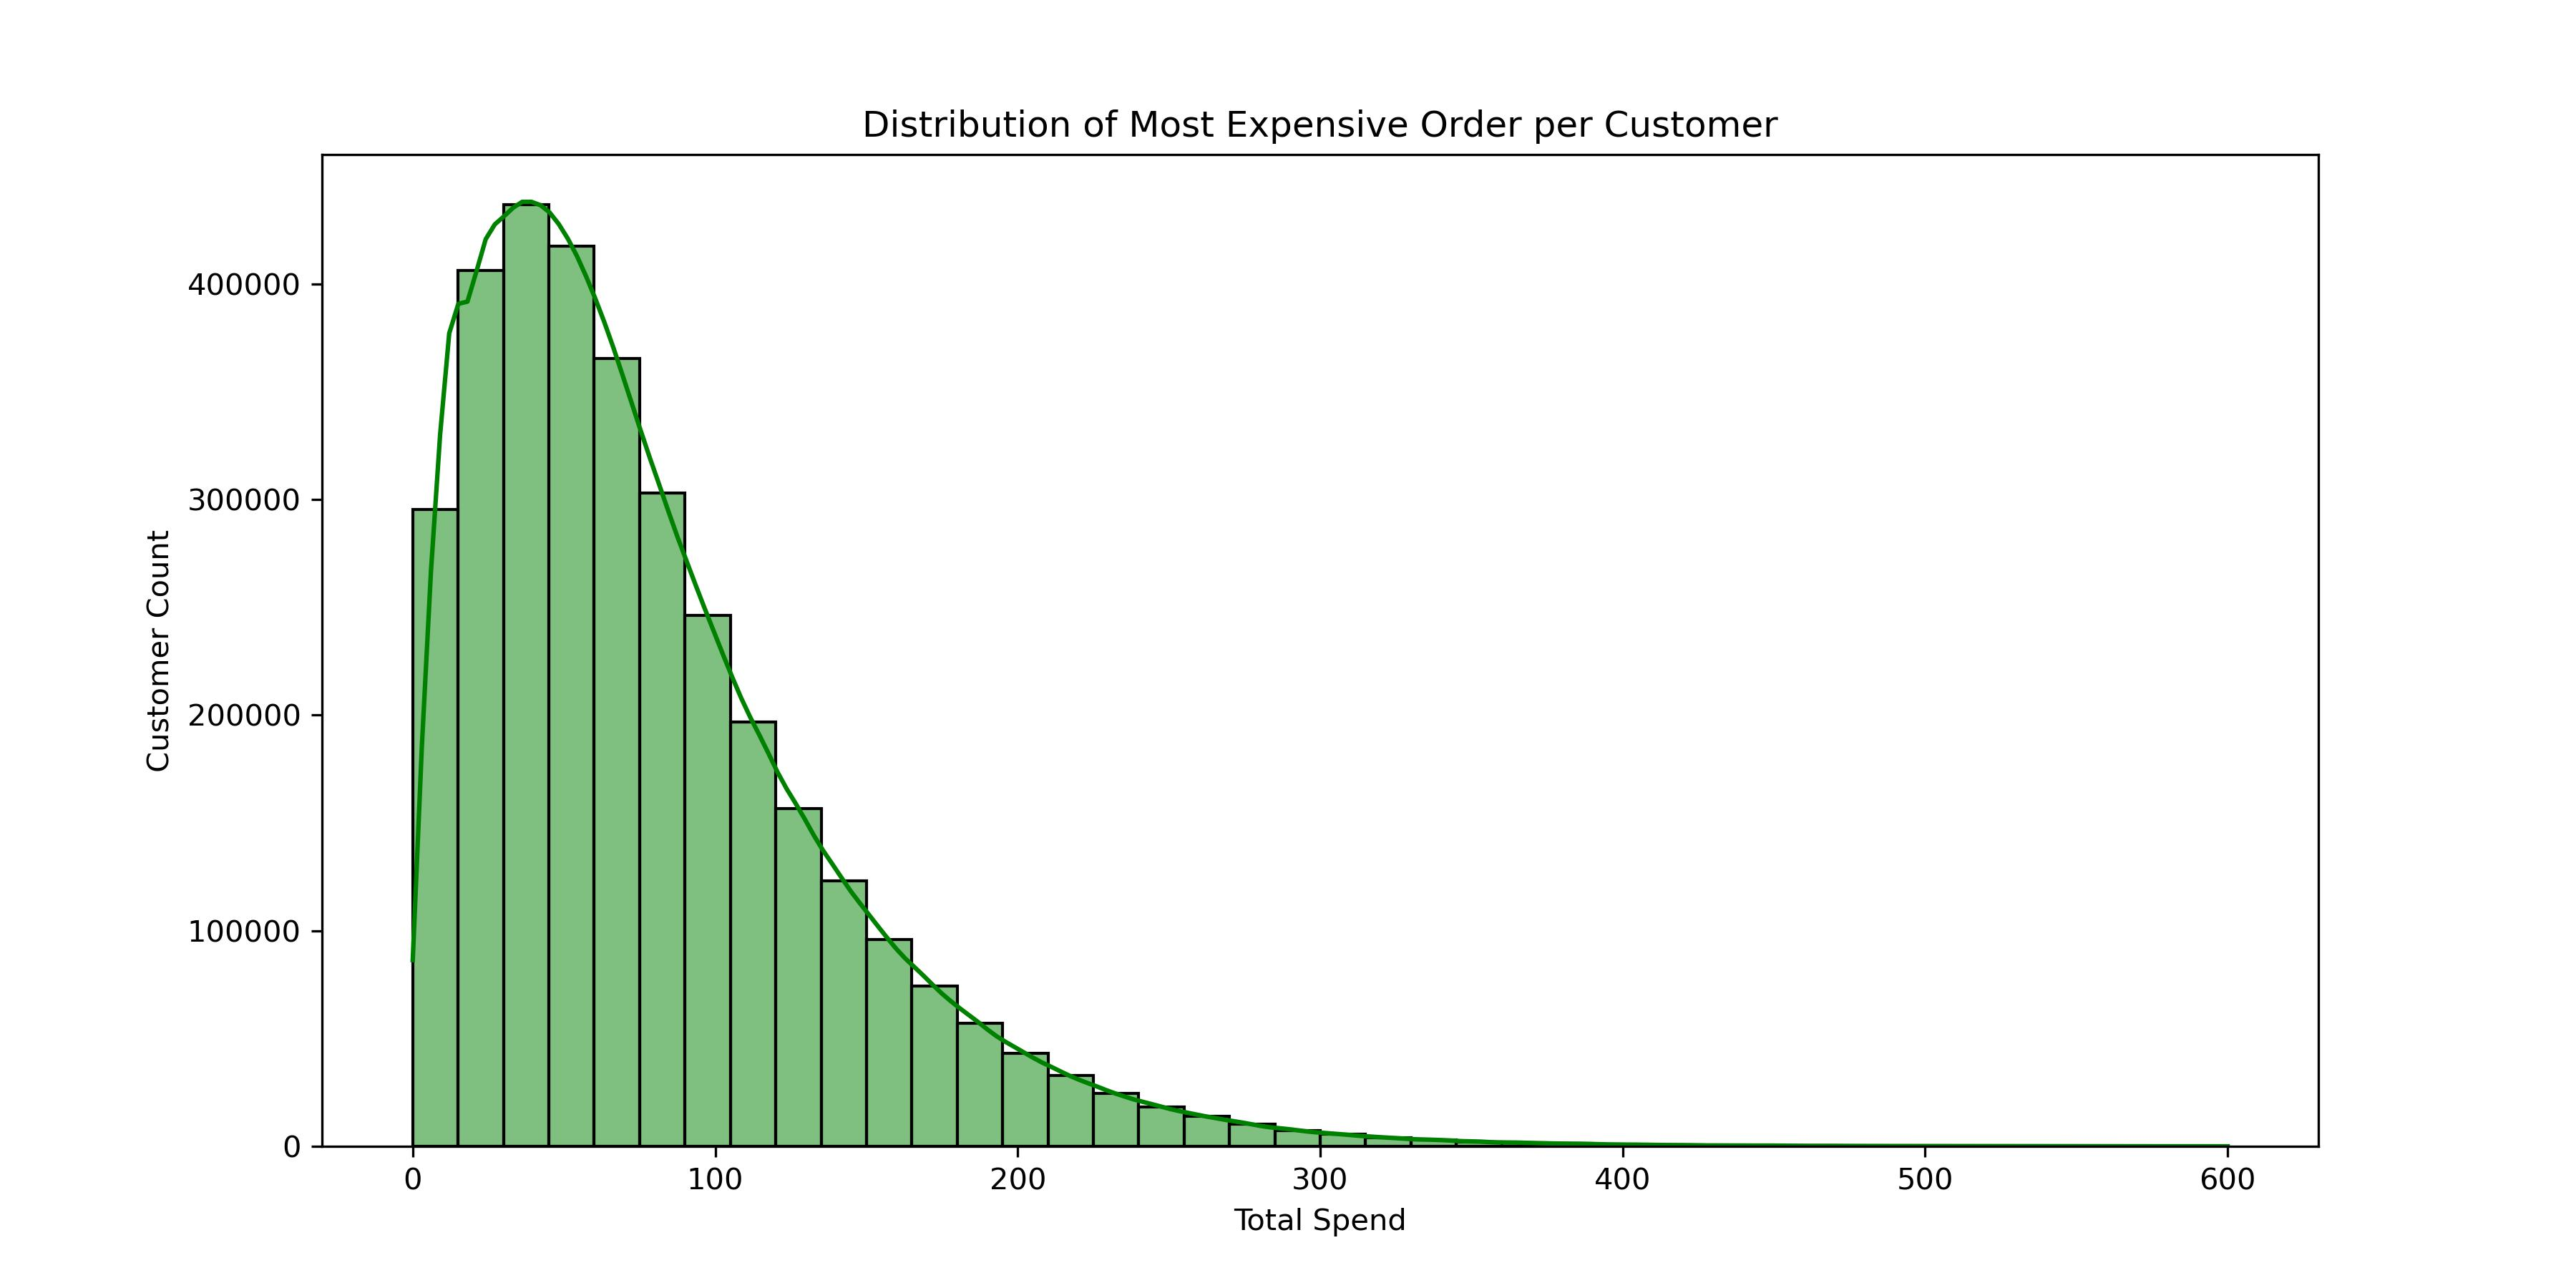 Distribution of Most Expensive Order per Customer
Customer Count
400000
300000
200000
100000
0
0 100 200 300 400 500 600
Total Spend